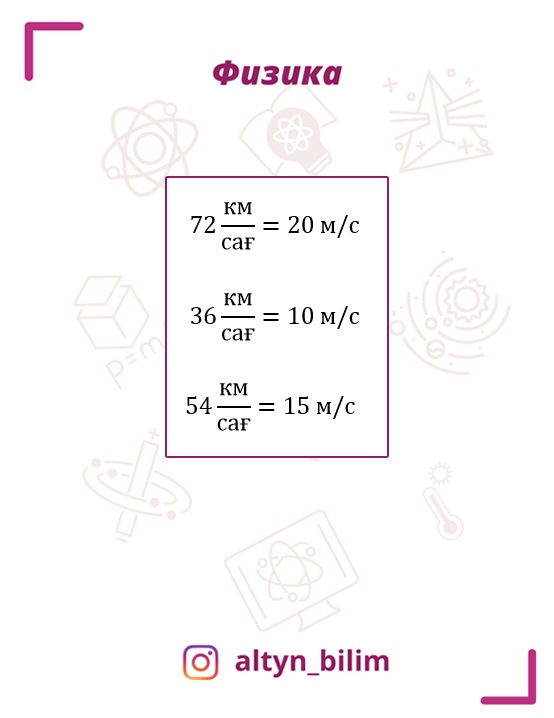 Физика
72 км/сағ = 20 м/с
36 км/сағ = 10 м/с
54 км/сағ = 15 м/с
p=m
altyn_bilim